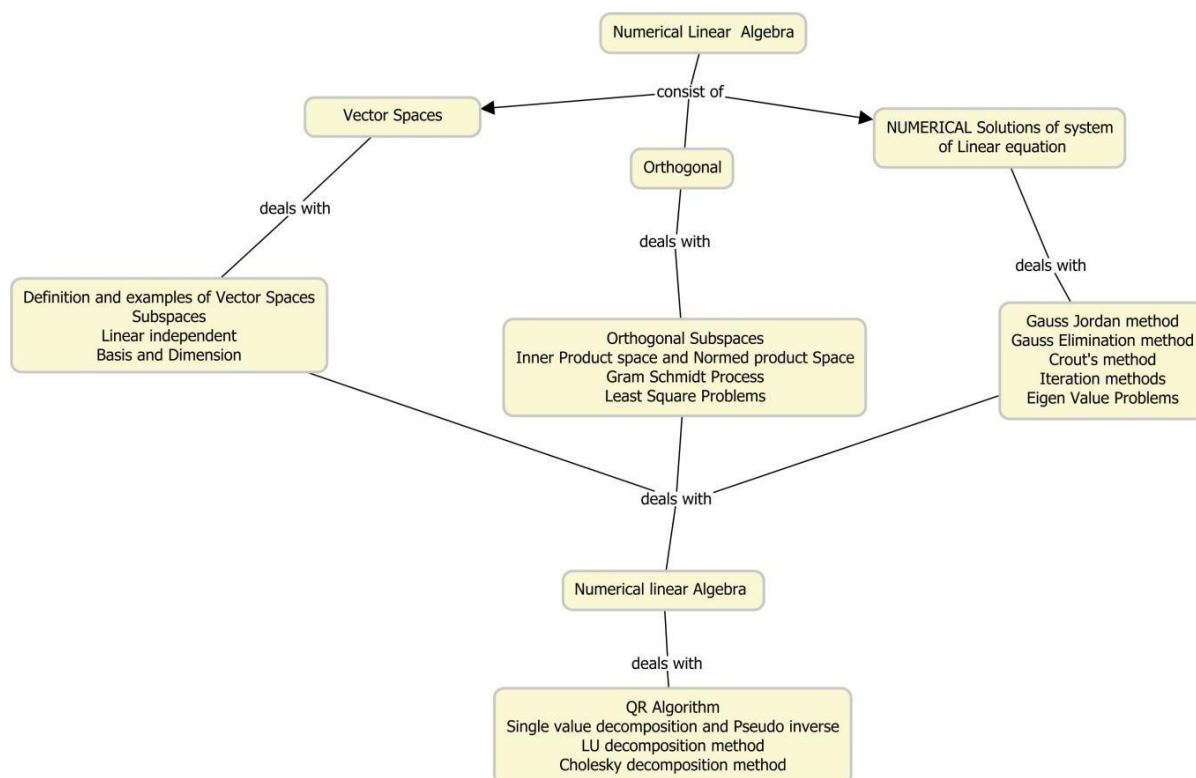 Numerical Linear  Algebra
consist of
Vector Spaces
Orthogonal
NUMERICAL Solutions of system
of Linear equation
deals with
deals with
deals with
Definition and examples of Vector Spaces
Subspaces
Linear independent
Basis and Dimension
Orthogonal Subspaces
Inner Product space and Normed product Space
Gram Schmidt Process
Least Square Problems
Gauss Jordan method
Gauss Elimination method
Crout's method
Iteration methods
Eigen Value Problems
deals with
Numerical linear Algebra
deals with
QR Algorithm
Single value decomposition and Pseudo inverse
LU decomposition method
Cholesky decomposition method